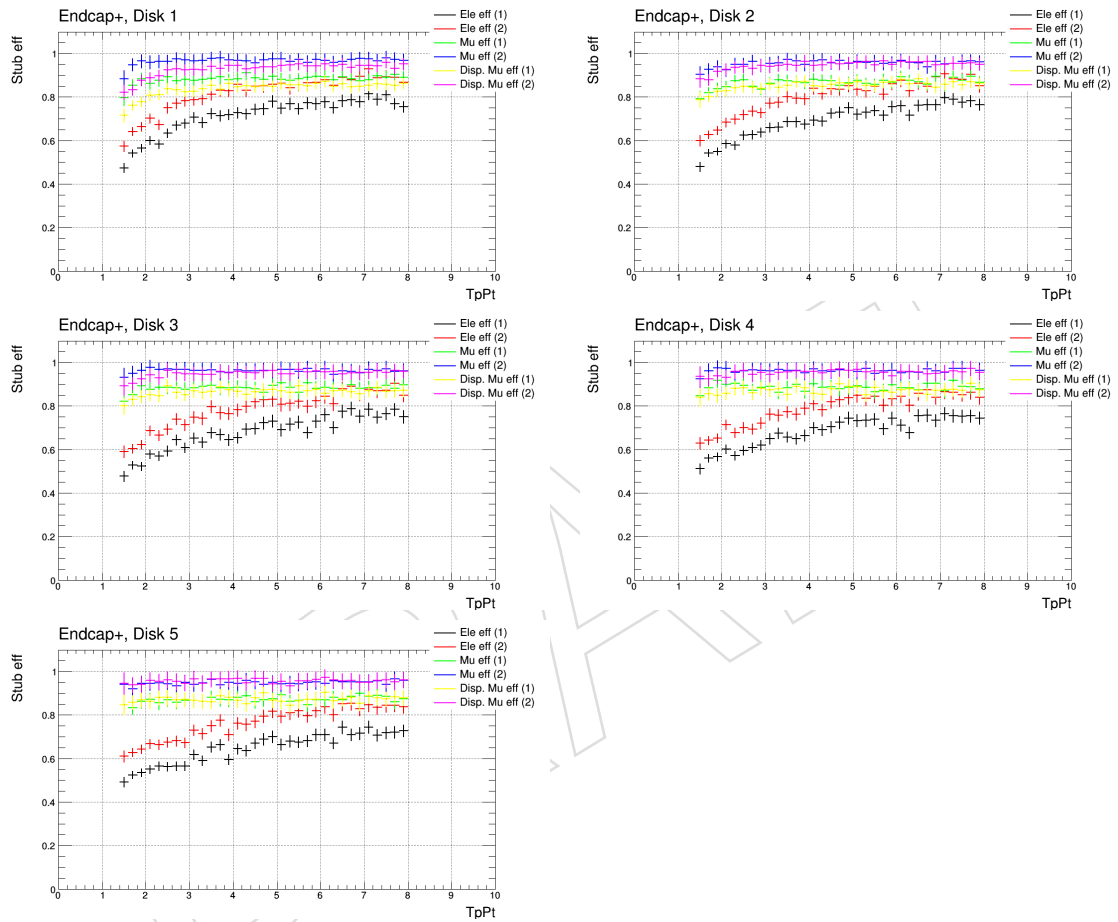 Endcap+, Disk 1
Stub eff
1
0.8
0.6
0.4
0.2
0
0 1 2 3 4 5 6 7 8 9 10
TpPt
Ele eff (1)
Ele eff (2)
Mu eff (1)
Mu eff (2)
Disp. Mu eff (1)
Disp. Mu eff (2)
Endcap+, Disk 2
Stub eff
1
0.8
0.6
0.4
0.2
0
0 1 2 3 4 5 6 7 8 9 10
TpPt
Ele eff (1)
Ele eff (2)
Mu eff (1)
Mu eff (2)
Disp. Mu eff (1)
Disp. Mu eff (2)
Endcap+, Disk 3
Stub eff
1
0.8
0.6
0.4
0.2
0
0 1 2 3 4 5 6 7 8 9 10
TpPt
Ele eff (1)
Ele eff (2)
Mu eff (1)
Mu eff (2)
Disp. Mu eff (1)
Disp. Mu eff (2)
Endcap+, Disk 4
Stub eff
1
0.8
0.6
0.4
0.2
0
0 1 2 3 4 5 6 7 8 9 10
TpPt
Ele eff (1)
Ele eff (2)
Mu eff (1)
Mu eff (2)
Disp. Mu eff (1)
Disp. Mu eff (2)
Endcap+, Disk 5
Stub eff
1
0.8
0.6
0.4
0.2
0
0 1 2 3 4 5 6 7 8 9 10
TpPt
Ele eff (1)
Ele eff (2)
Mu eff (1)
Mu eff (2)
Disp. Mu eff (1)
Disp. Mu eff (2)